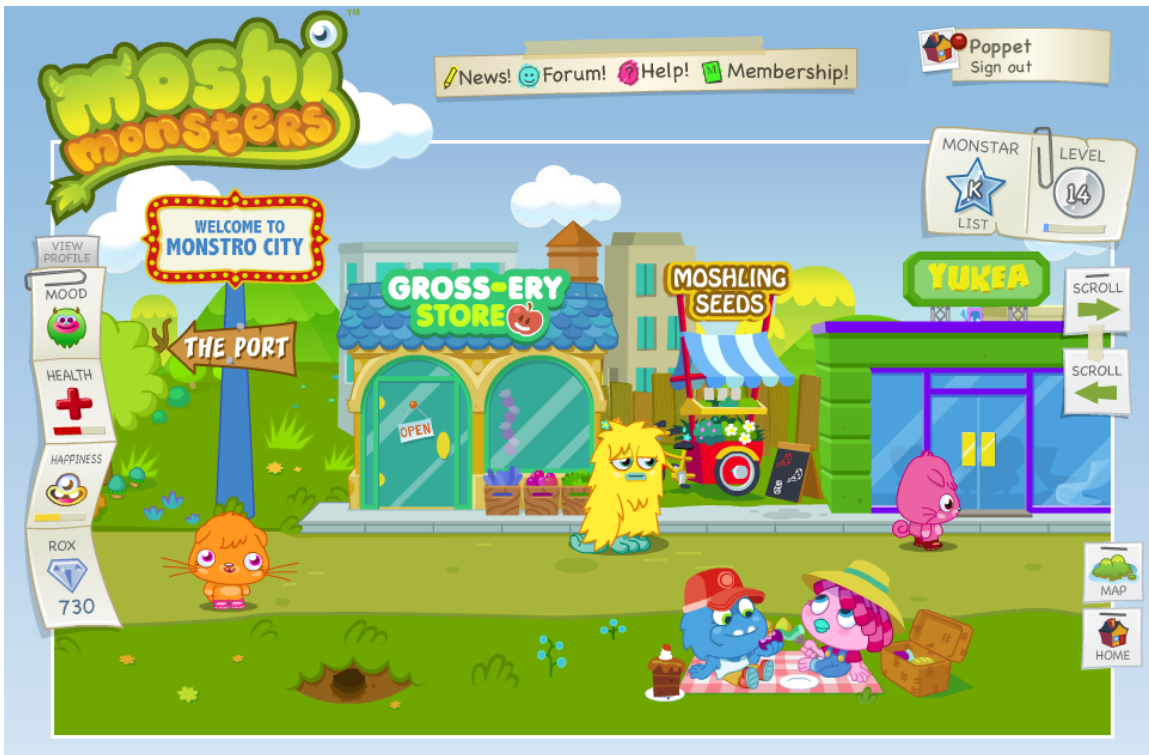 moshi
monsters
™
News! Forum! Help! Membership!
Poppet
Sign out
MONSTAR
K
LIST
LEVEL
14
VIEW
PROFILE
MOOD
HEALTH
HAPPINESS
ROX
730
WELCOME TO
MONSTRO CITY
THE PORT
GROSS-ERY
STORE
OPEN
MOSHLING
SEEDS
YUKEA
SCROLL
SCROLL
MAP
HOME